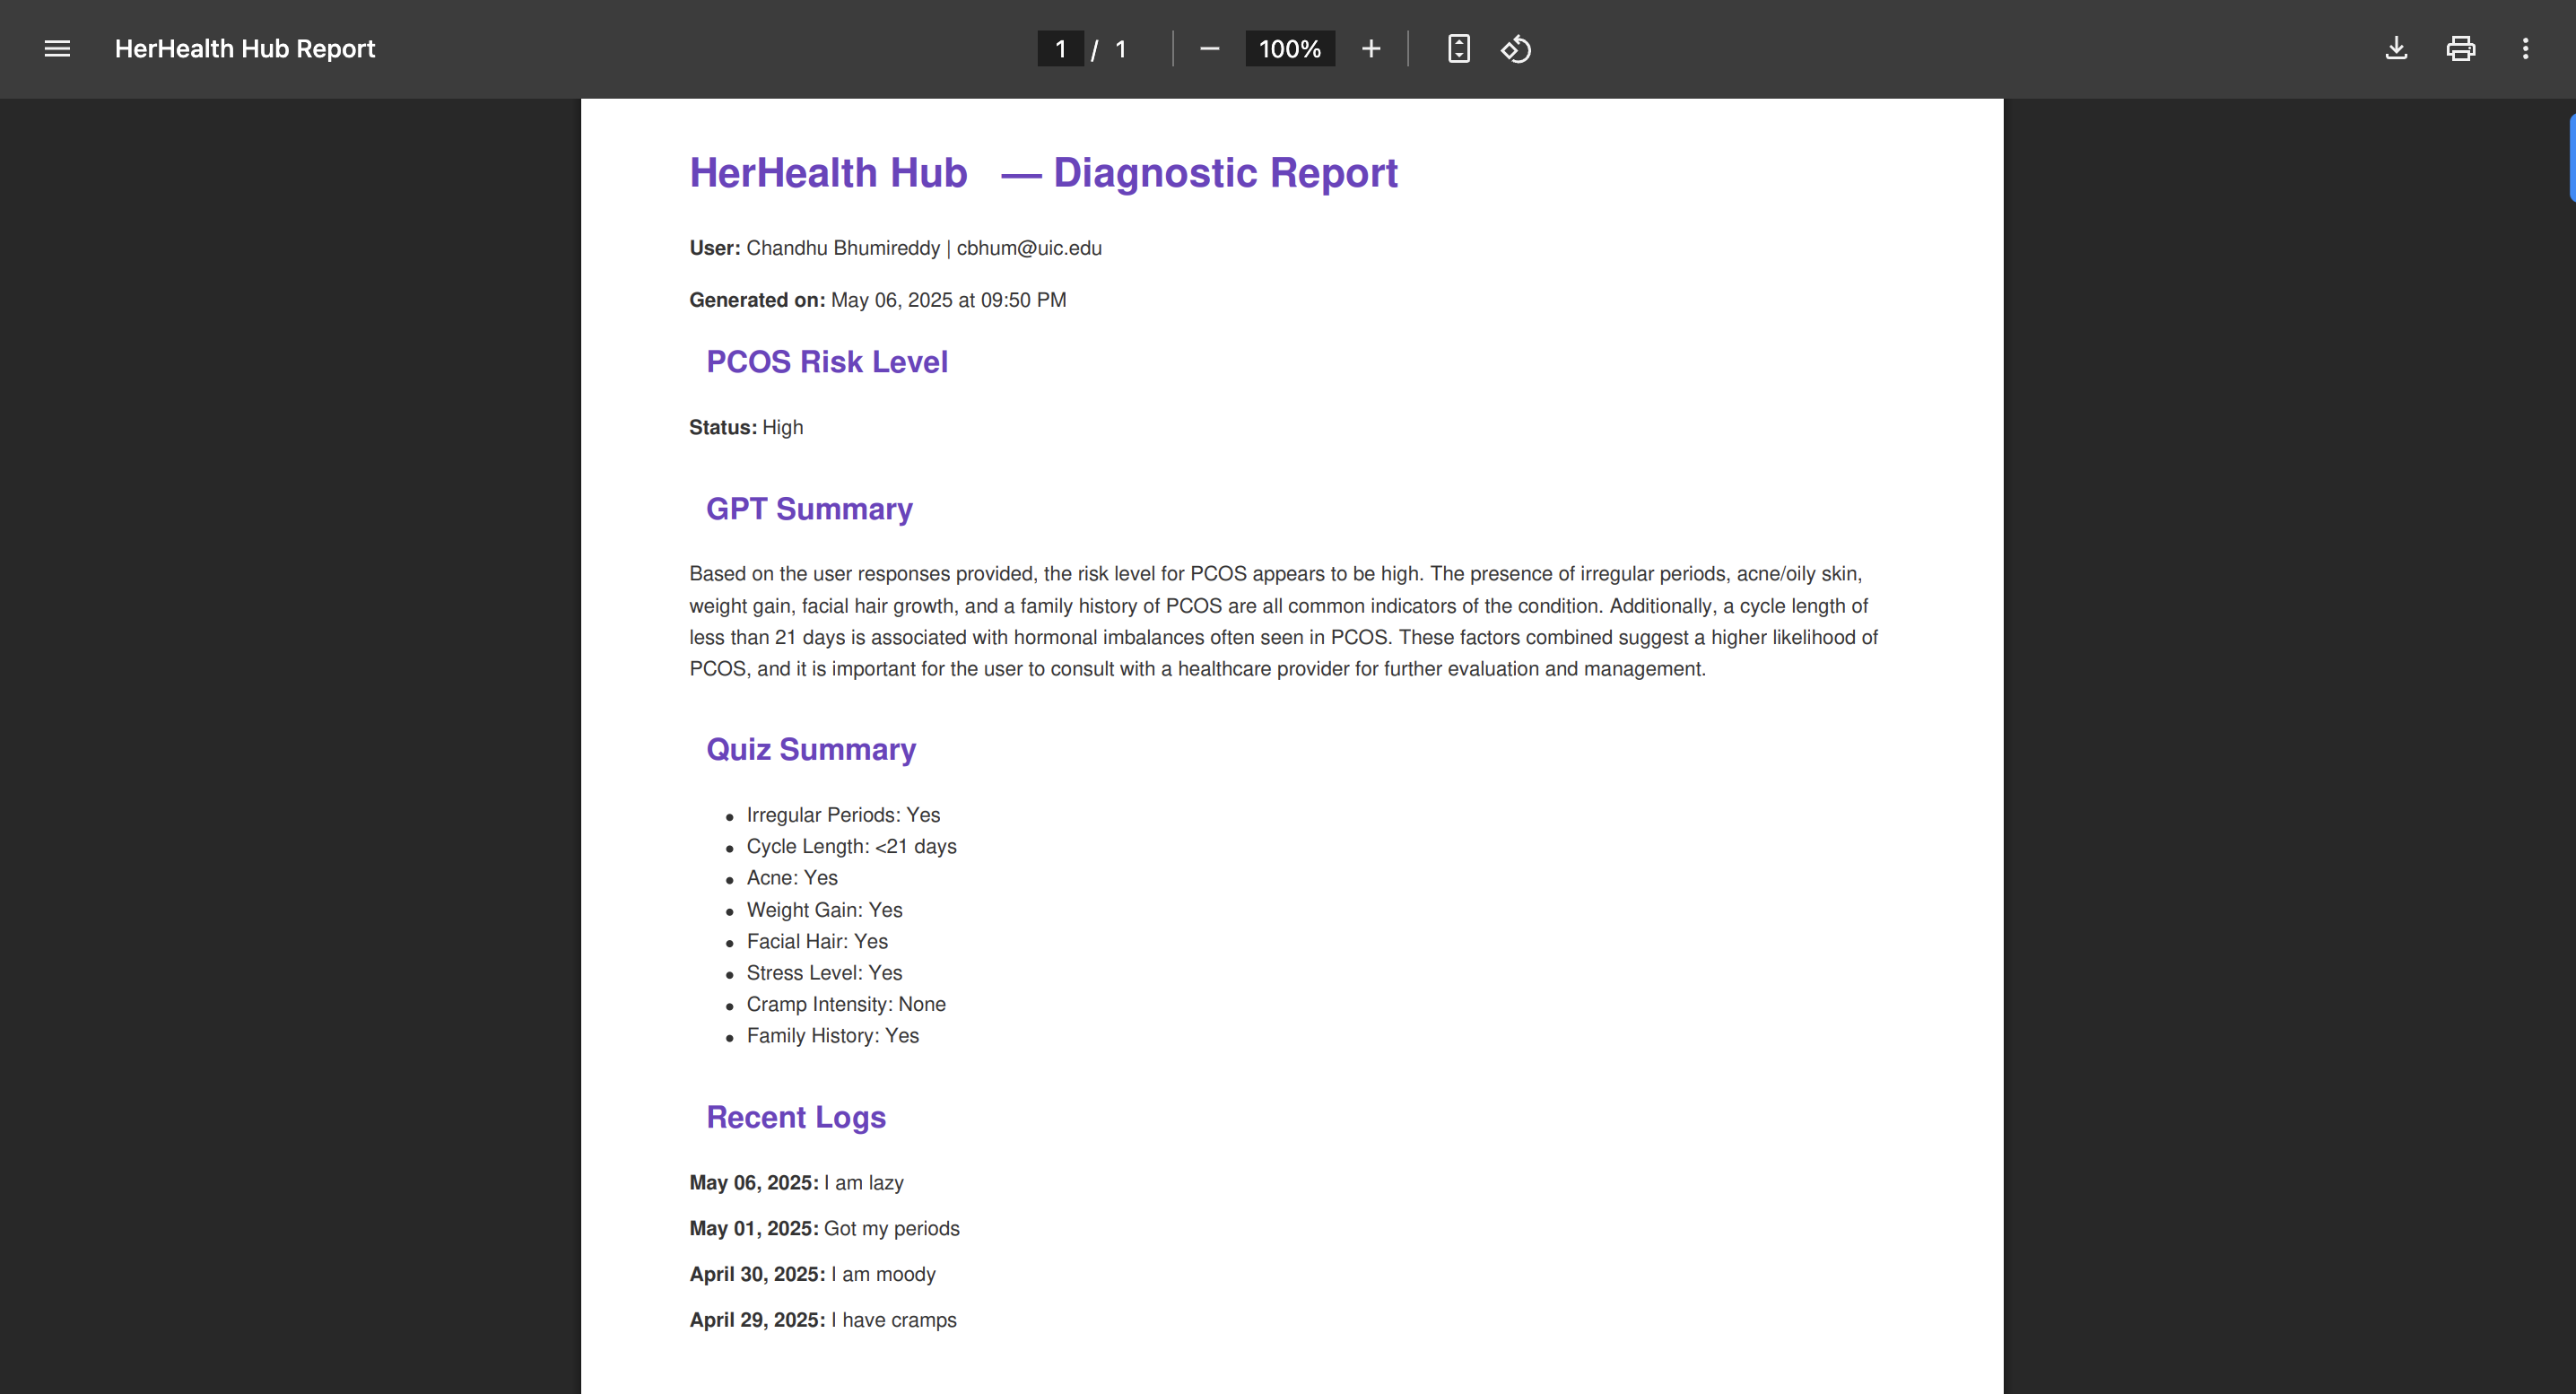 HerHealth Hub Report
1 / 1
100%
HerHealth Hub — Diagnostic Report
User: Chandhu Bhumireddy | cbhum@uic.edu
Generated on: May 06, 2025 at 09:50 PM
PCOS Risk Level
Status: High
GPT Summary
Based on the user responses provided, the risk level for PCOS appears to be high. The presence of irregular periods, acne/oily skin,
weight gain, facial hair growth, and a family history of PCOS are all common indicators of the condition. Additionally, a cycle length of
less than 21 days is associated with hormonal imbalances often seen in PCOS. These factors combined suggest a higher likelihood of
PCOS, and it is important for the user to consult with a healthcare provider for further evaluation and management.
Quiz Summary
• Irregular Periods: Yes
• Cycle Length: <21 days
• Acne: Yes
• Weight Gain: Yes
• Facial Hair: Yes
• Stress Level: Yes
• Cramp Intensity: None
• Family History: Yes
Recent Logs
May 06, 2025: I am lazy
May 01, 2025: Got my periods
April 30, 2025: I am moody
April 29, 2025: I have cramps